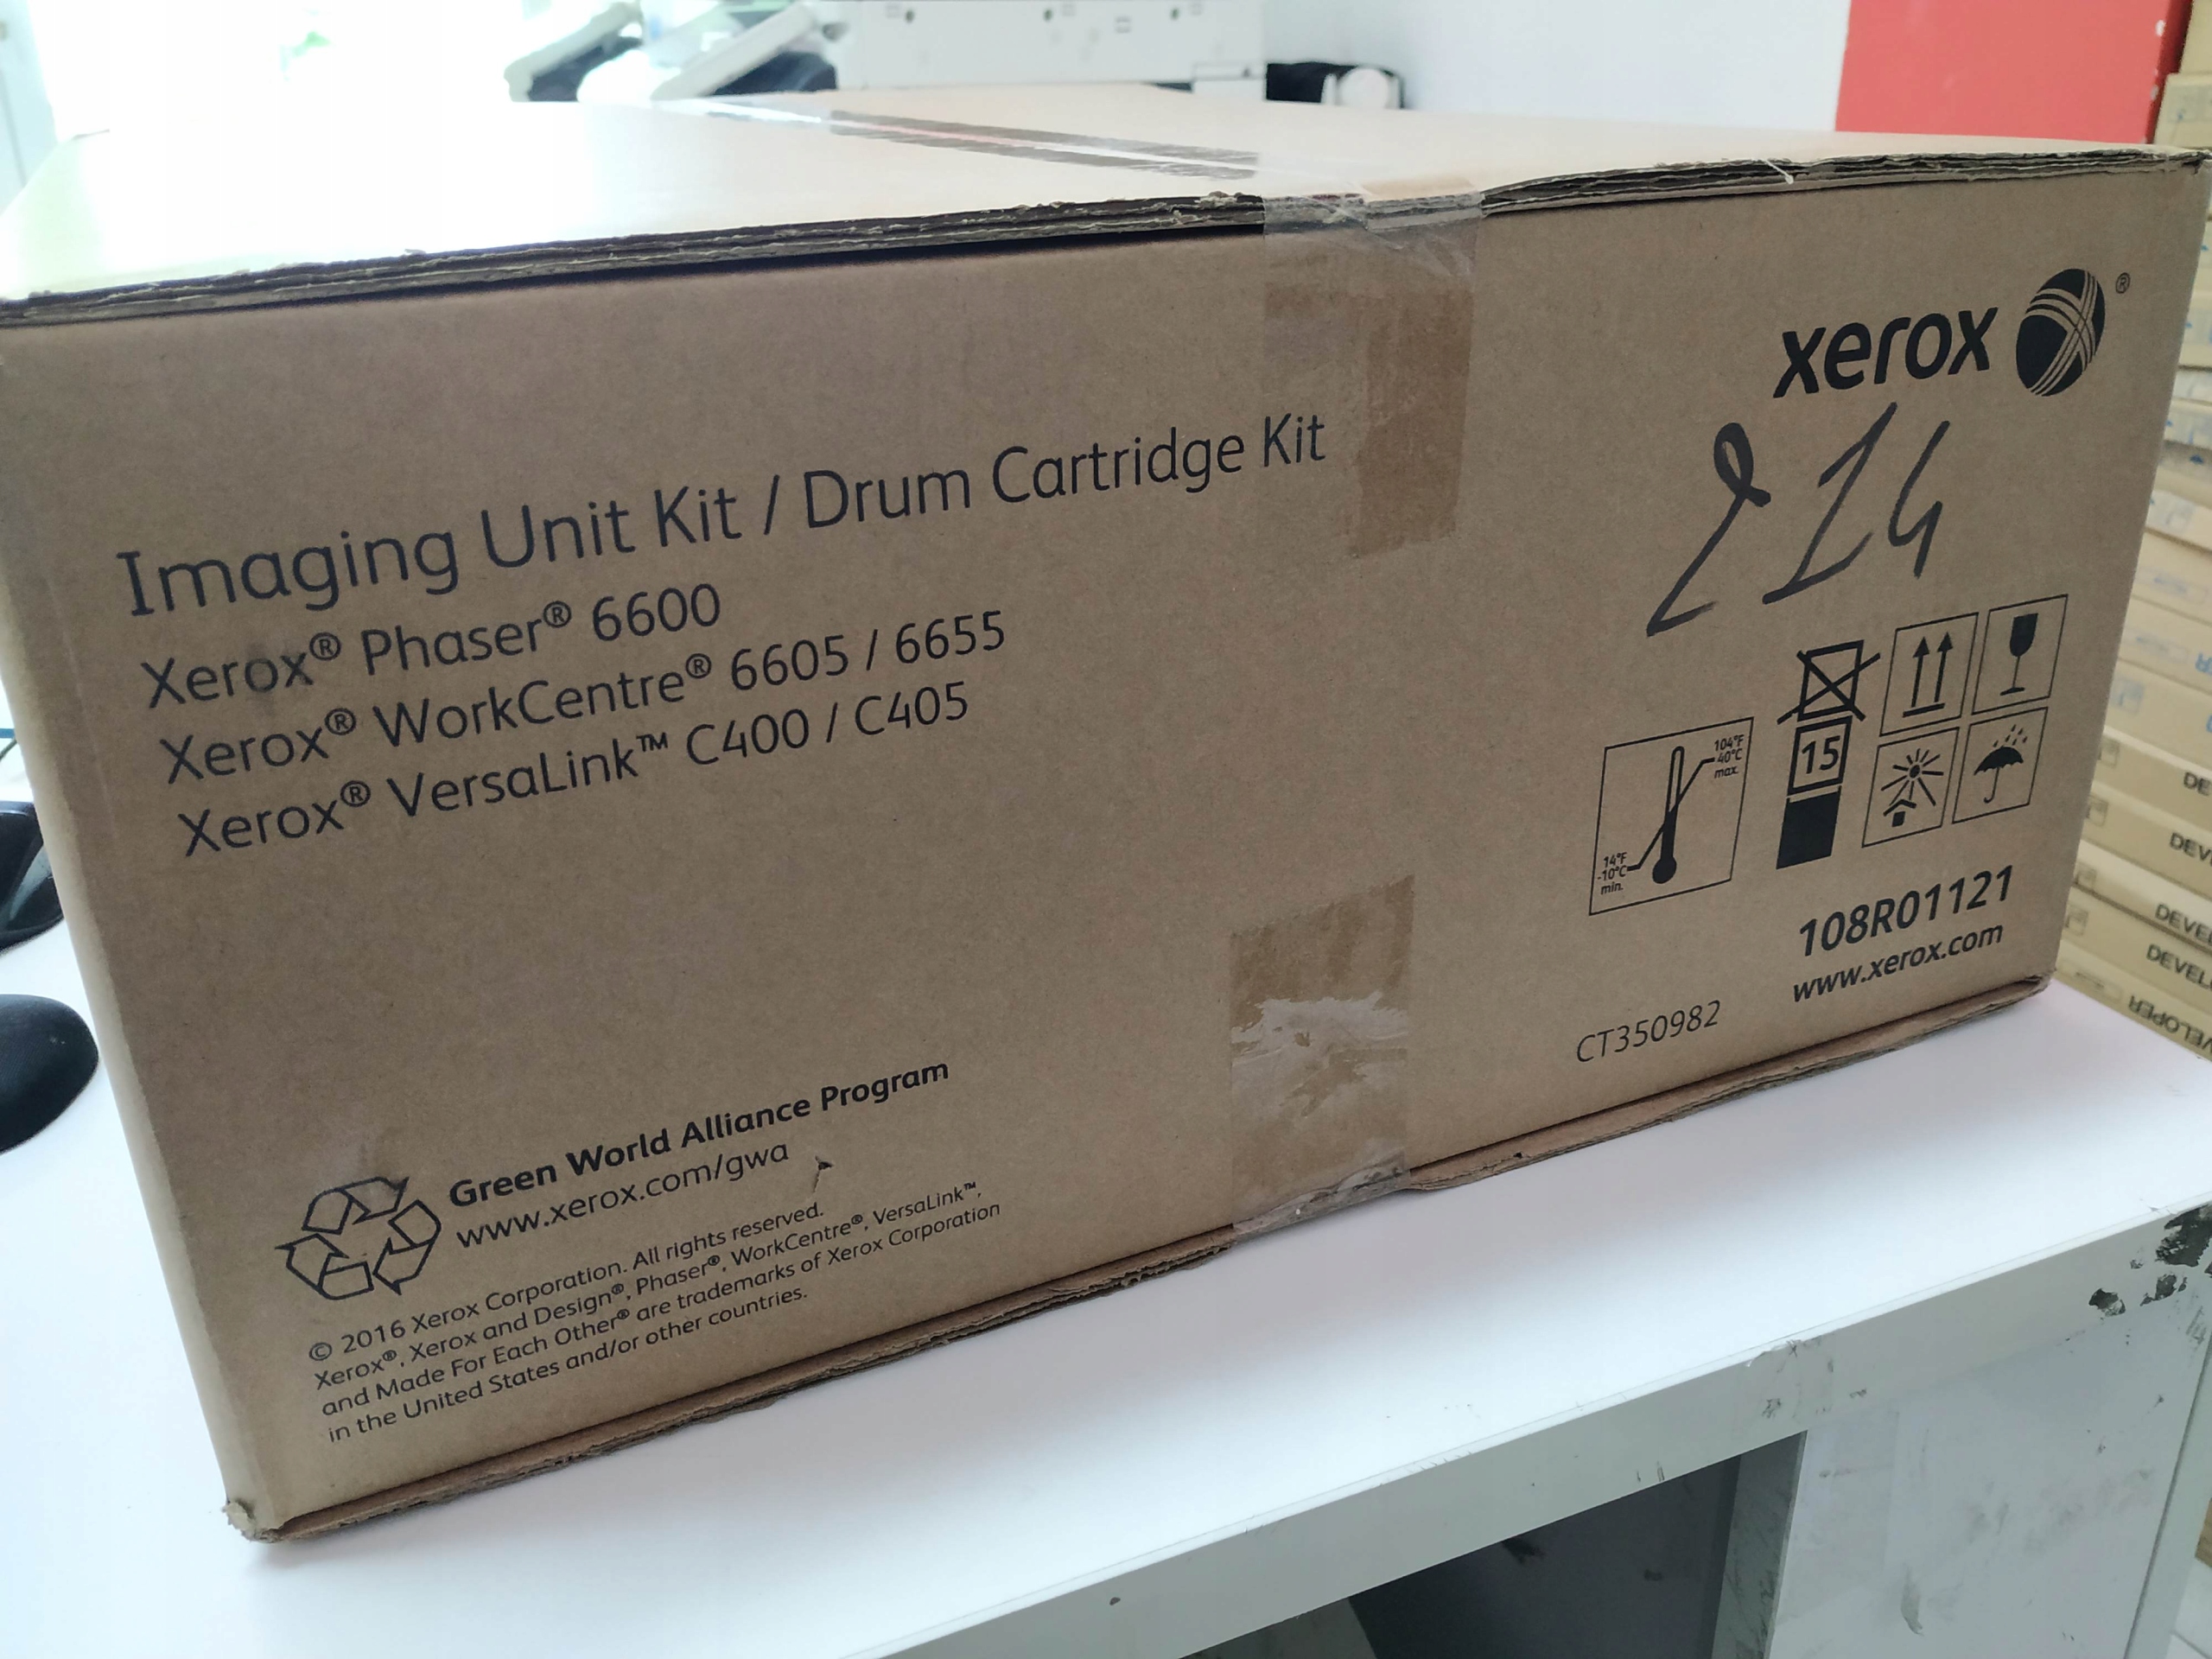 xerox ®
214
Imaging Unit Kit / Drum Cartridge Kit
Xerox® Phaser® 6600
Xerox® WorkCentre® 6605 / 6655
Xerox® VersaLink™ C400 / C405
104°F
40°C
max.
14°F
-10°C
min.
15
108R01121
www.xerox.com
CT350982
Green World Alliance Program
www.xerox.com/gwa
© 2016 Xerox Corporation. All rights reserved.
Xerox®, Xerox and Design®, Phaser®, WorkCentre®, VersaLink™,
and Made For Each Other® are trademarks of Xerox Corporation
in the United States and/or other countries.